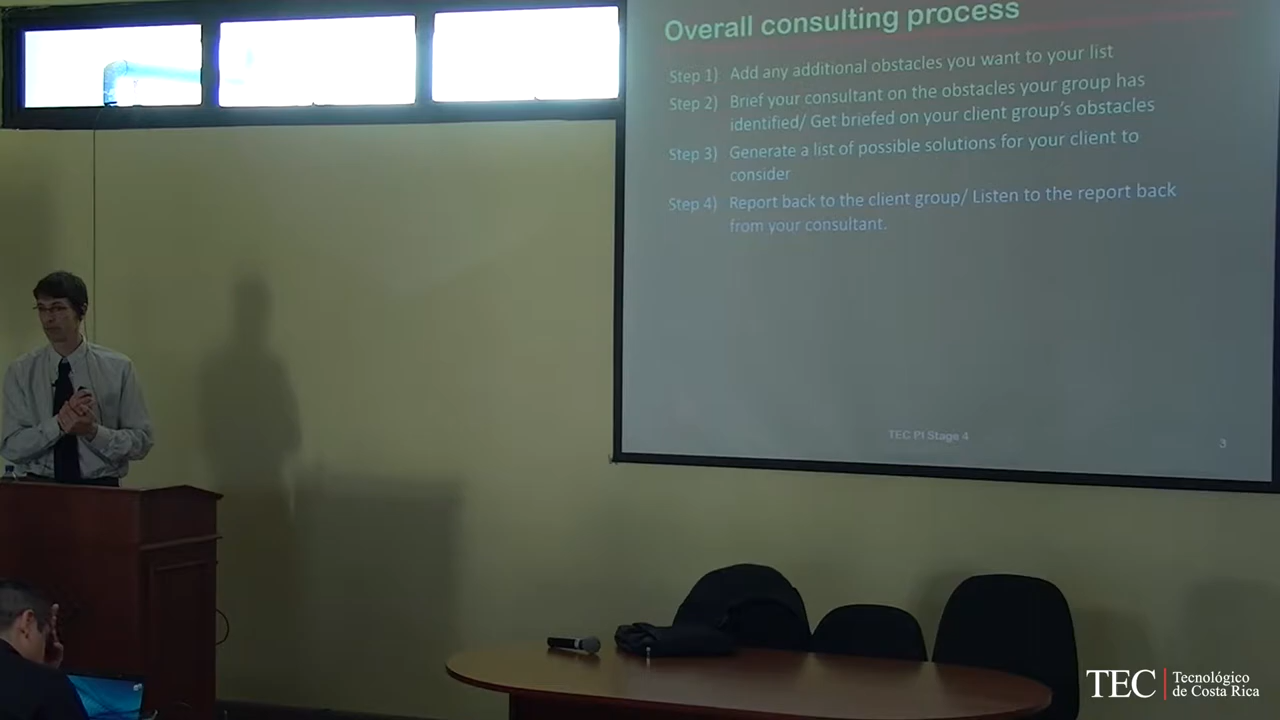 Overall consulting process
Step 1) Add any additional obstacles you want to your list
Step 2) Brief your consultant on the obstacles your group has
identified/ Get briefed on your client group's obstacles
Step 3) Generate a list of possible solutions for your client to
consider
Step 4) Report back to the client group/ Listen to the report back
from your consultant.
TEC PI Stage 4
3
TEC Tecnológico
de Costa Rica